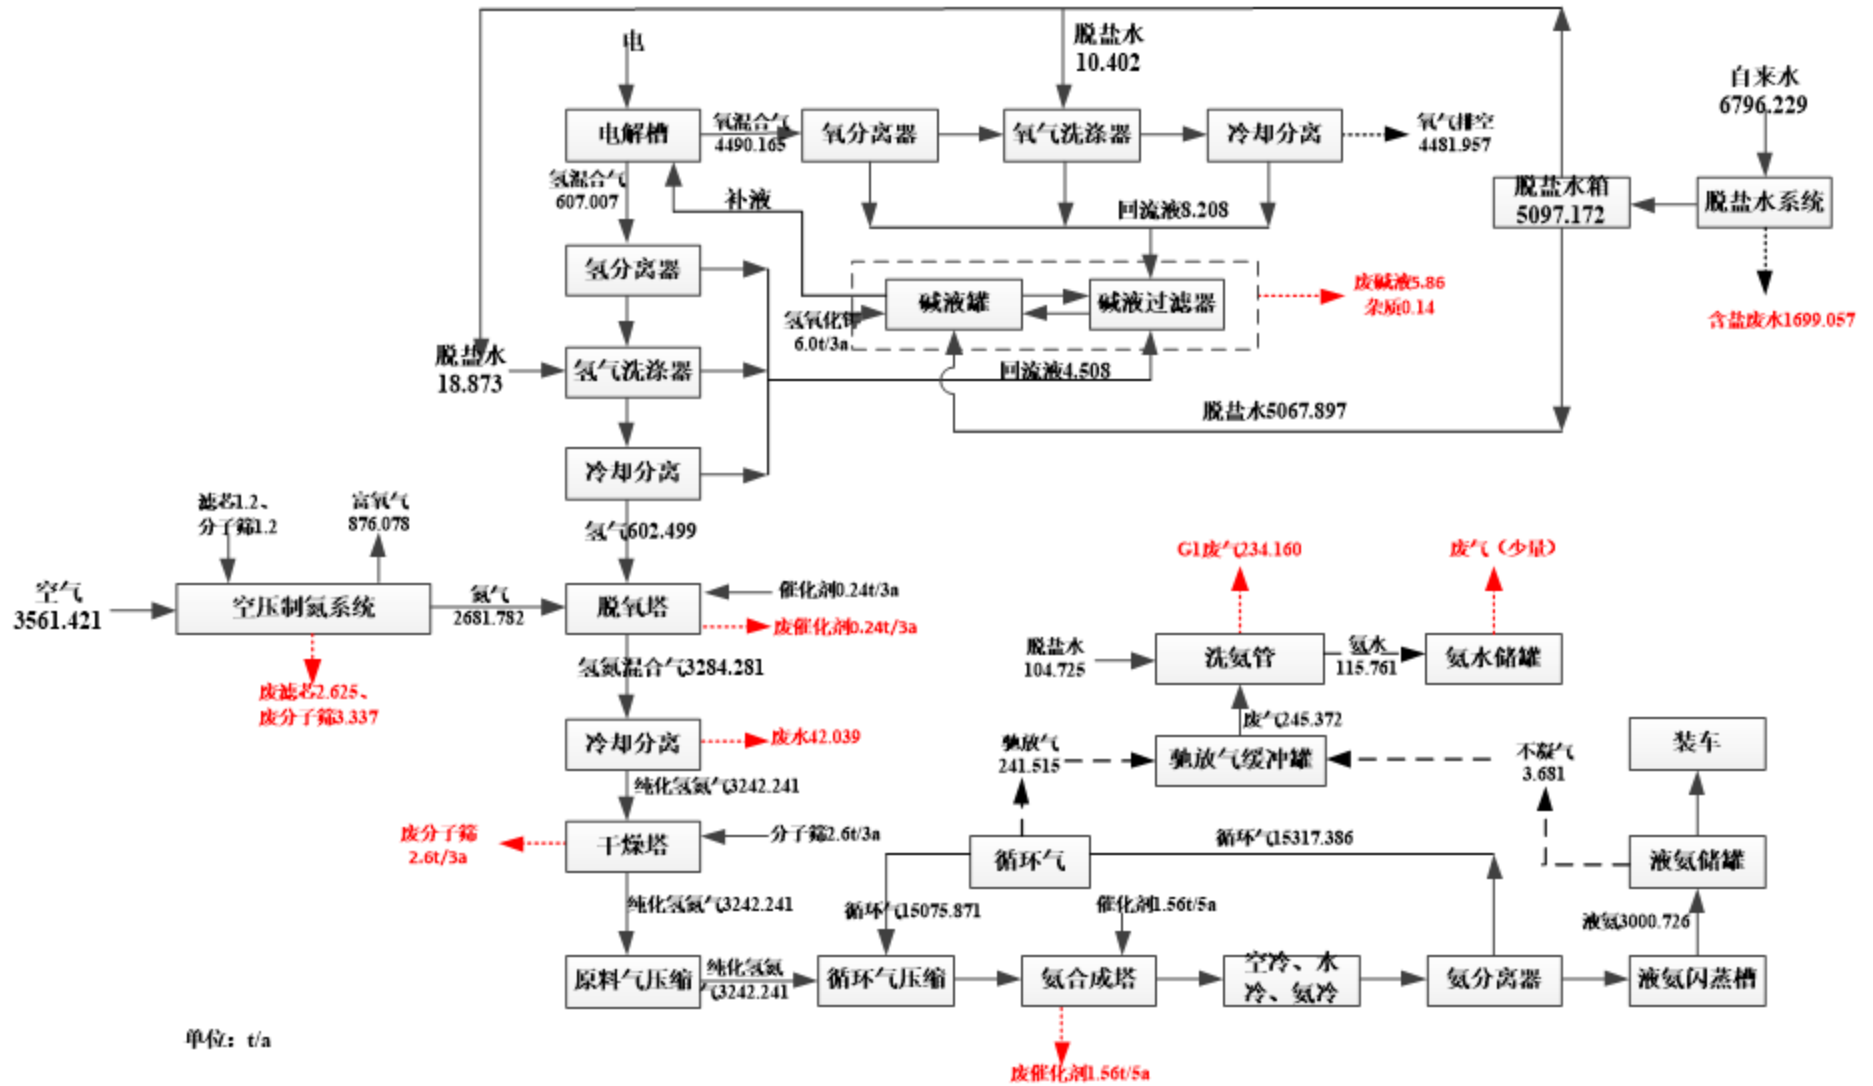 电
脱盐水
10.402
自来水
6796.229
电解槽
氧混合气
4490.165
氧分离器
氧气洗涤器
冷却分离
氧气排空
4481.957
氢混合气
607.007
补液
回流液8.208
脱盐水箱
5097.172
脱盐水系统
氢分离器
碱液罐
碱液过滤器
废碱液5.86
杂质0.14
含盐废水1699.057
氢氧化钾
6.0t/3a
脱盐水
18.873
氢气洗涤器
回流液4.508
脱盐水5067.897
冷却分离
滤芯1.2、
分子筛1.2
富氧气
876.078
氢气602.499
空气
3561.421
空压制氮系统
氮气
2681.782
脱氧塔
催化剂0.24t/3a
废催化剂0.24t/3a
G1废气234.160
废气（少量）
废滤芯2.625、
废分子筛3.337
氢氮混合气3284.281
脱盐水
104.725
洗氨管
氨水
115.761
氨水储罐
冷却分离
废水42.039
废气245.372
驰放气
241.515
驰放气缓冲罐
不凝气
3.681
装车
纯化氢氮气3242.241
废分子筛
2.6t/3a
干燥塔
分子筛2.6t/3a
循环气
循环气15317.386
液氨储罐
纯化氢氮气3242.241
循环气15075.871
催化剂1.56t/5a
液氨3000.726
原料气压缩
纯化氢氮
气3242.241
循环气压缩
氨合成塔
空冷、水
冷、氨冷
氨分离器
液氨闪蒸槽
单位：t/a
废催化剂1.56t/5a